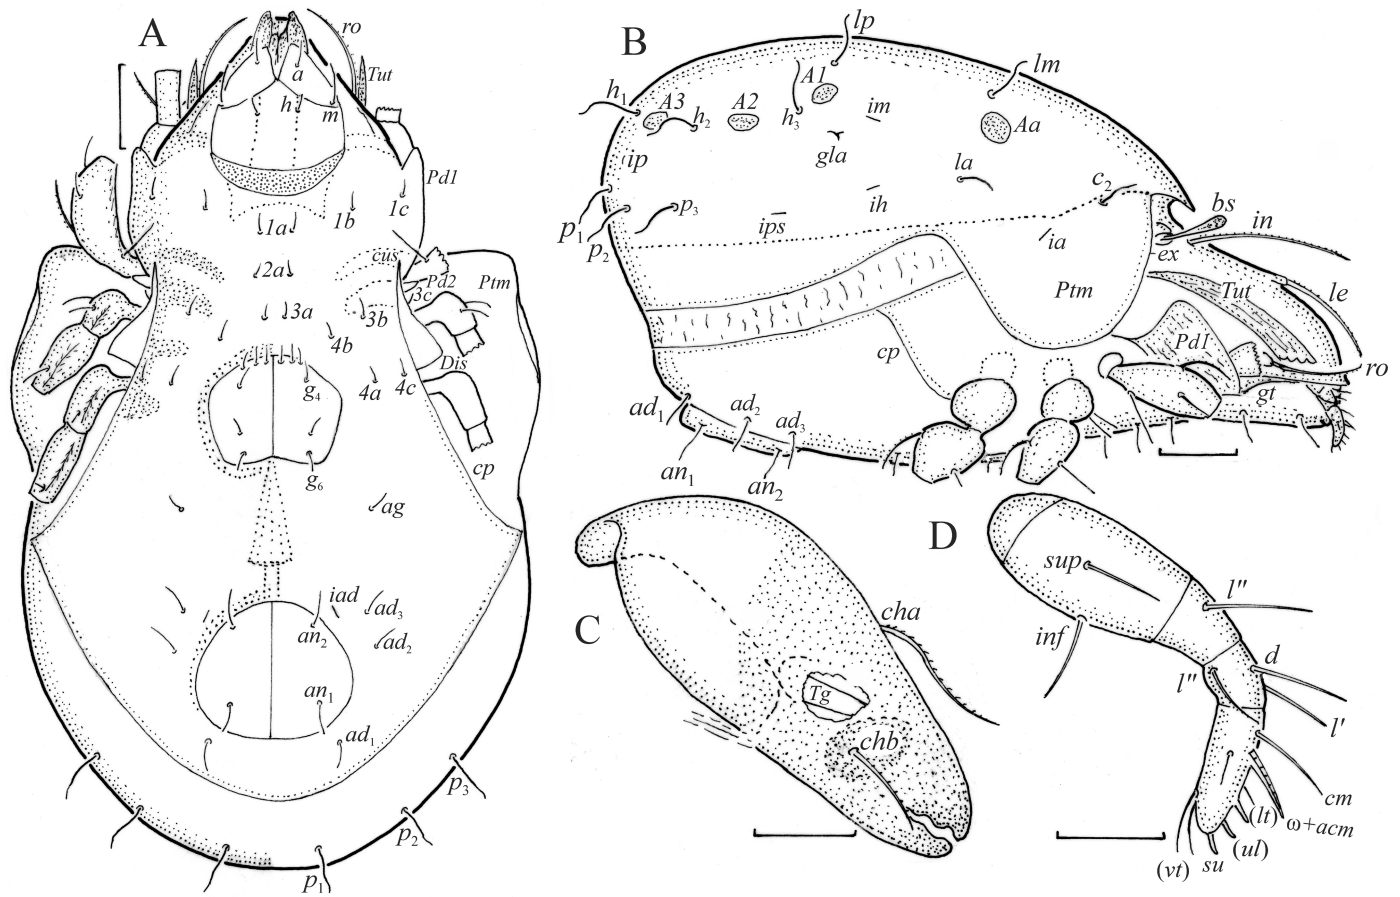 A
ro
a
Tut
h
m
Pd1
1a
1b
1c
2a
cus
Pd2
Ptm
3c
3a
3b
4b
Dis
g4
4a
4c
g6
cp
ag
iad
ad3
an2
ad2
an1
ad1
p3
p2
p1
B
lp
lm
h1
A3
A2
A1
h2
h3
im
Aa
ip
gla
la
c2
bs
p3
ih
in
p1
p2
ips
ia
ex
Ptm
Tut
le
cp
Pd1
ro
gt
ad1
ad2
ad3
an1
an2
C
cha
Tg
chb
D
sup
l"
inf
d
l"
l'
cm
(lt)
ω+acm
(ul)
(vt)
su